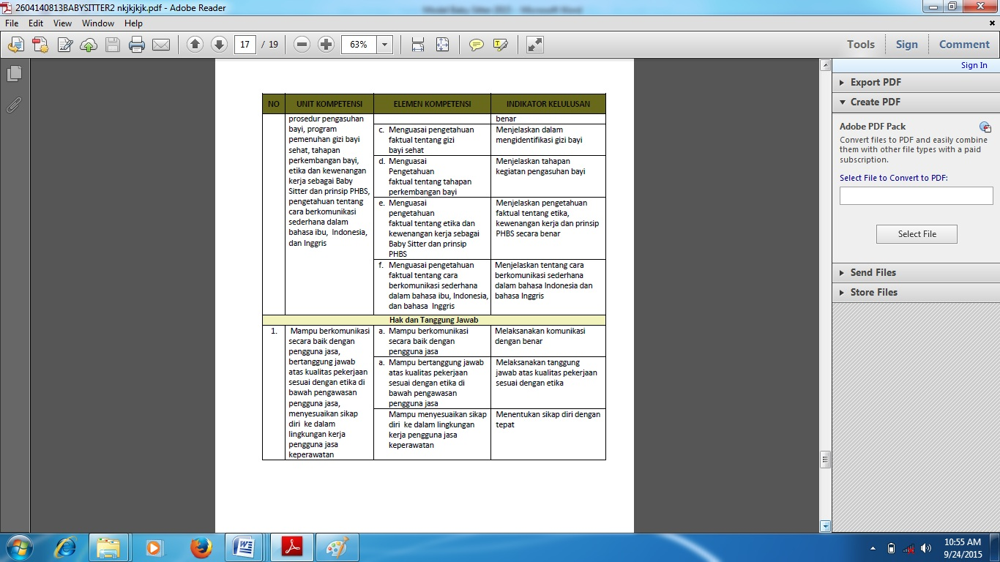 2604140813BABYSITTER2 nkjkjkjk.pdf - Adobe Reader
Model Baby Sitter 2015 - Microsoft Word
File Edit View Window Help
17 / 19 63% Tools Sign Comment
Sign In
Export PDF
Create PDF
Adobe PDF Pack
Convert files to PDF and easily combine
them with other file types with a paid
subscription.
Select File to Convert to PDF:
Select File
Send Files
Store Files
NO UNIT KOMPETENSI ELEMEN KOMPETENSI INDIKATOR KELULUSAN
prosedur pengasuhan
bayi, program
pemenuhan gizi bayi
sehat, tahapan
perkembangan bayi,
etika dan kewenangan
kerja sebagai Baby
Sitter dan prinsip PHBS,
pengetahuan tentang
cara berkomunikasi
sederhana dalam
bahasa ibu, Indonesia,
dan Inggris
benar
c. Menguasai pengetahuan
faktual tentang gizi
bayi sehat
Menjelaskan dalam
mengidentifikasi gizi bayi
d. Menguasai
Pengetahuan
faktual tentang tahapan
perkembangan bayi
Menjelaskan tahapan
kegiatan pengasuhan bayi
e. Menguasai
pengetahuan
faktual tentang etika dan
kewenangan kerja sebagai
Baby Sitter dan prinsip
PHBS
Menjelaskan pengetahuan
faktual tentang etika,
kewenangan kerja dan prinsip
PHBS secara benar
f. Menguasai pengetahuan
faktual tentang cara
berkomunikasi sederhana
dalam bahasa ibu, Indonesia,
dan bahasa Inggris
Menjelaskan tentang cara
berkomunikasi sederhana
dalam bahasa Indonesia dan
bahasa Inggris
Hak dan Tanggung Jawab
1. Mampu berkomunikasi
secara baik dengan
pengguna jasa,
bertanggung jawab
atas kualitas pekerjaan
sesuai dengan etika di
bawah pengawasan
pengguna jasa,
menyesuaikan sikap
diri ke dalam
lingkungan kerja
pengguna jasa
keperawatan
a. Mampu berkomunikasi
secara baik dengan
pengguna jasa
Melaksanakan komunikasi
dengan benar
a. Mampu bertanggung jawab
atas kualitas pekerjaan
sesuai dengan etika di
bawah pengawasan
pengguna jasa
Melaksanakan tanggung
jawab atas kualitas pekerjaan
sesuai dengan etika
Mampu menyesuaikan sikap
diri ke dalam lingkungan
kerja pengguna jasa
keperawatan
Menentukan sikap diri dengan
tepat
10:55 AM
9/24/2015